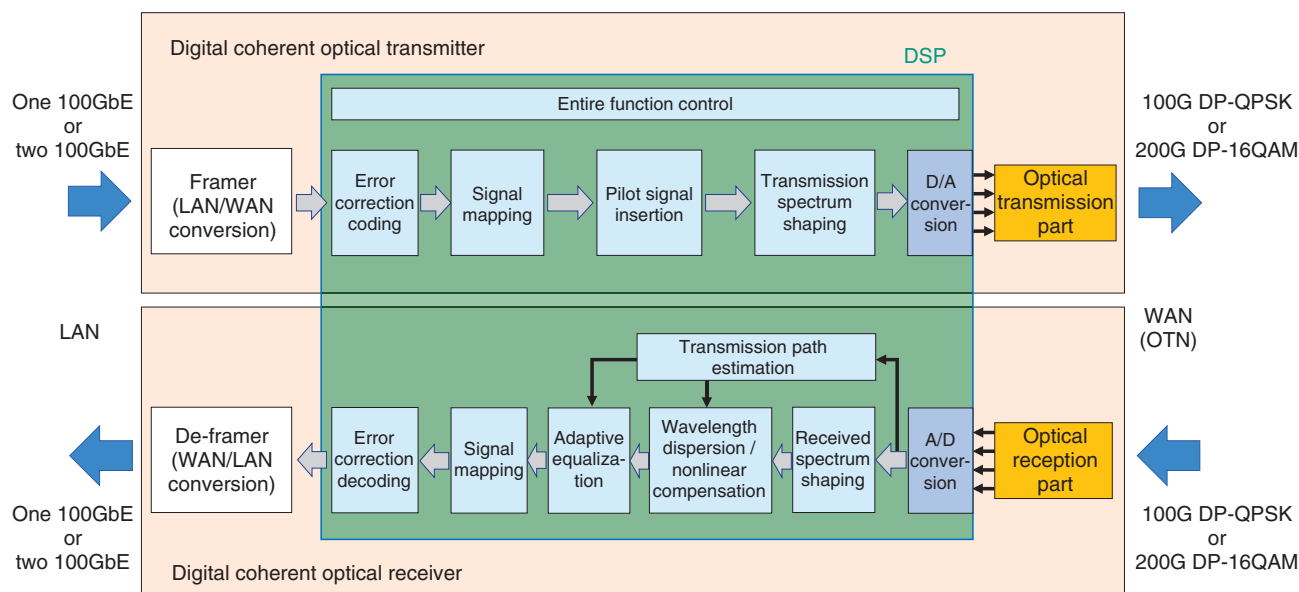 Digital coherent optical transmitter
DSP
One 100GbE
or
two 100GbE
Entire function control
100G DP-QPSK
or
200G DP-16QAM
Framer
(LAN/WAN
conversion)
Error
correction
coding
Signal
mapping
Pilot signal
insertion
Transmission
spectrum
shaping
D/A
conver-
sion
Optical
transmission
part
LAN
WAN
(OTN)
Transmission path
estimation
De-framer
(WAN/LAN
conversion)
Error
correction
decoding
Signal
mapping
Adaptive
equaliza-
tion
Wavelength
dispersion /
nonlinear
compensation
Received
spectrum
shaping
A/D
conver-
sion
Optical
reception
part
One 100GbE
or
two 100GbE
100G DP-QPSK
or
200G DP-16QAM
Digital coherent optical receiver